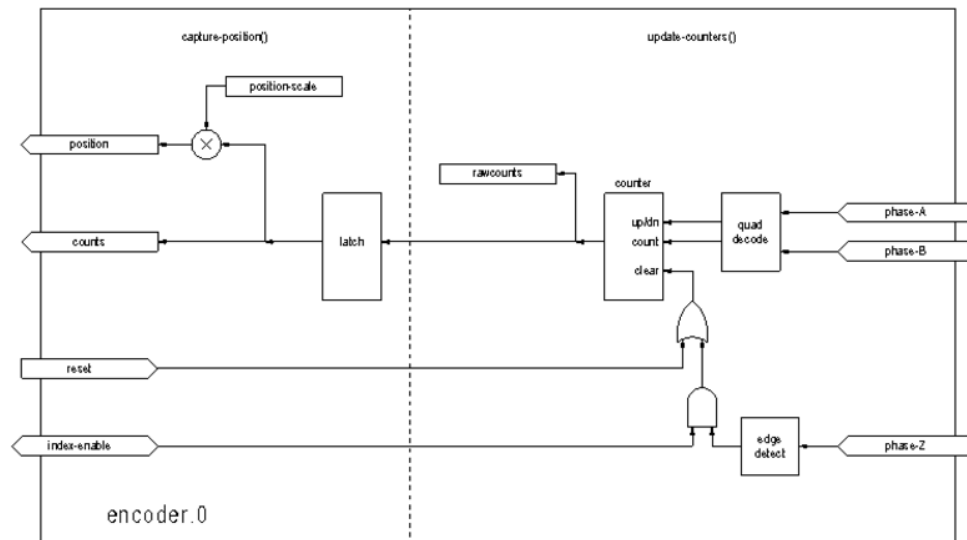 capture-position()
update-counters()
position-scale
position
rawcounts
counter
phase-A
up/dn
quad
decode
counts
latch
count
phase-B
clear
reset
index-enable
edge
detect
phase-Z
encoder.0